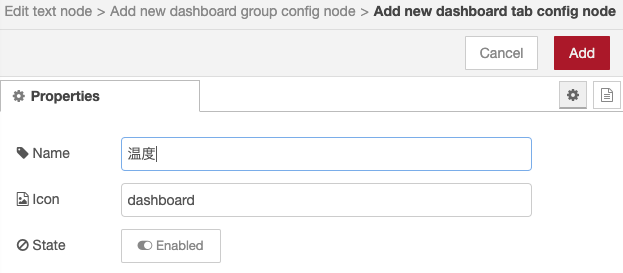 Edit text node > Add new dashboard group config node > Add new dashboard tab config node
Cancel Add
Properties
Name 温度
Icon dashboard
State Enabled